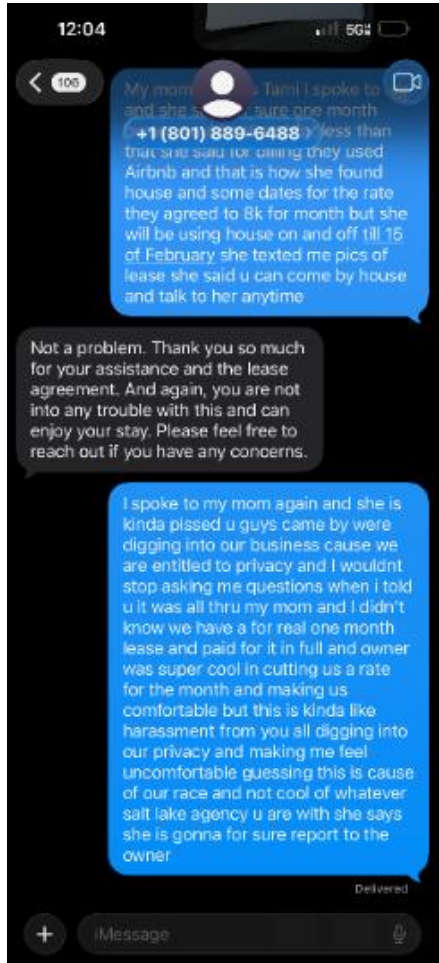 12:04
5G
106
My mom Tami I spoke to
and she sure one month
+1 (801) 889-6488 less than
that she said for billing they used
Airbnb and that is how she found
house and some dates for the rate
they agreed to 8k for month but she
will be using house on and off till 15
of February she texted me pics of
lease she said u can come by house
and talk to her anytime
Not a problem. Thank you so much
for your assistance and the lease
agreement. And again, you are not
into any trouble with this and can
enjoy your stay. Please feel free to
reach out if you have any concerns.
I spoke to my mom again and she is
kinda pissed u guys came by were
digging into our business cause we
are entitled to privacy and I wouldnt
stop asking me questions when i told
u it was all thru my mom and I didn't
know we have a for real one month
lease and paid for it in full and owner
was super cool in cutting us a rate
for the month and making us
comfortable but this is kinda like
harassment from you all digging into
our privacy and making me feel
uncomfortable guessing this is cause
of our race and not cool of whatever
salt lake agency u are with she says
she is gonna for sure report to the
owner
Delivered
iMessage